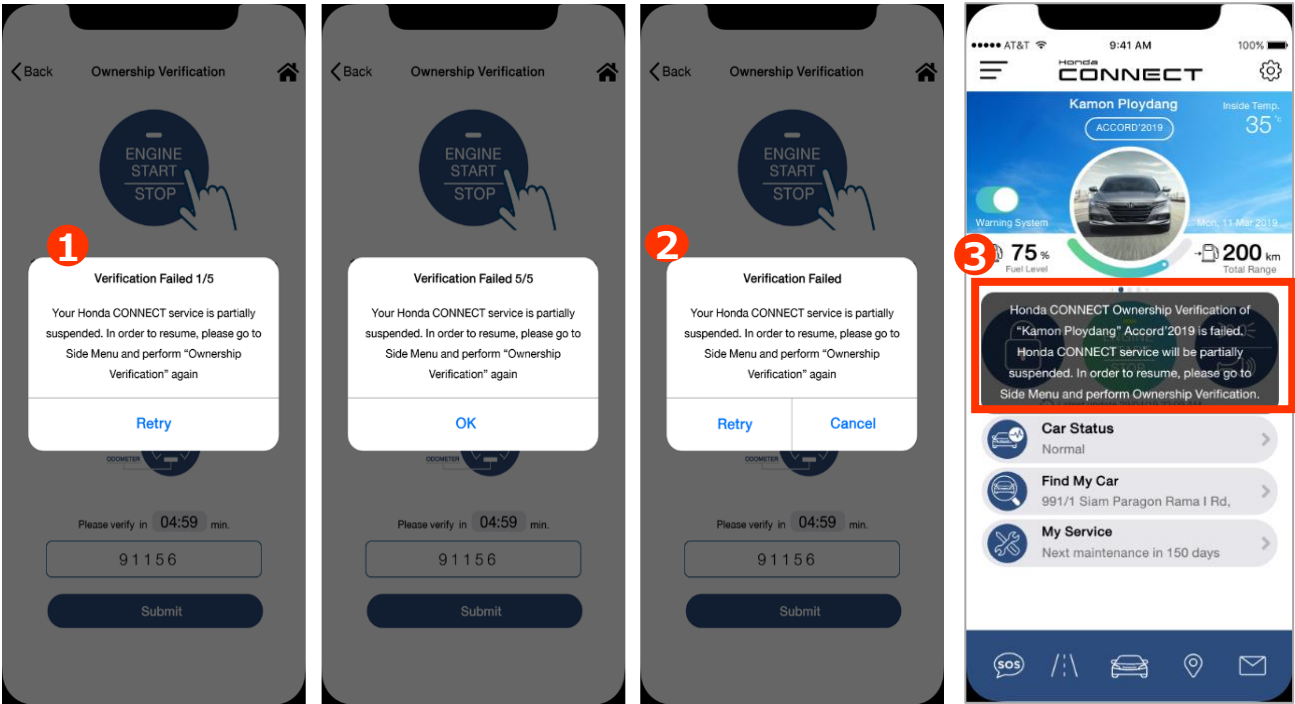 Back
Ownership Verification
ENGINE
START
STOP
1
Verification Failed 1/5
Your Honda CONNECT service is partially
suspended. In order to resume, please go to
Side Menu and perform “Ownership
Verification” again
Retry
ODOMETER
Please verify in 04:59 min.
91156
Submit
Back
Ownership Verification
ENGINE
START
STOP
Verification Failed 5/5
Your Honda CONNECT service is partially
suspended. In order to resume, please go to
Side Menu and perform “Ownership
Verification” again
OK
ODOMETER
Please verify in 04:59 min.
91156
Submit
Back
Ownership Verification
ENGINE
START
STOP
2
Verification Failed
Your Honda CONNECT service is partially
suspended. In order to resume, please go to
Side Menu and perform “Ownership
Verification” again
Retry
Cancel
ODOMETER
Please verify in 04:59 min.
91156
Submit
AT&T
9:41 AM
100%
Honda
CONNECT
Kamon Ploydang
ACCORD'2019
Inside Temp.
35°c
Warning System
Mon, 11 Mar 2019
3
75 %
Fuel Level
200 km
Total Range
Honda CONNECT Ownership Verification of
“Kamon Ploydang” Accord’2019 is failed.
Honda CONNECT service will be partially
suspended. In order to resume, please go to
Side Menu and perform Ownership Verification.
Car Status
Normal
Find My Car
991/1 Siam Paragon Rama I Rd,
My Service
Next maintenance in 150 days
SOS